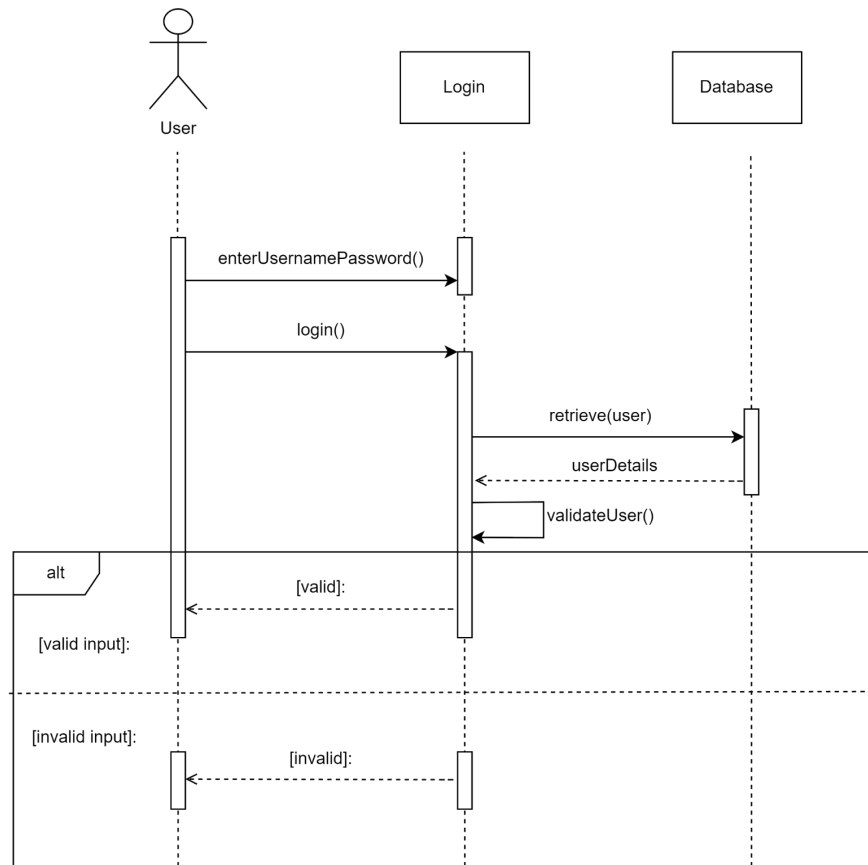 User
Login
Database
enterUsernamePassword()
login()
retrieve(user)
userDetails
validateUser()
alt
[valid]:
[valid input]:
[invalid input]:
[invalid]: